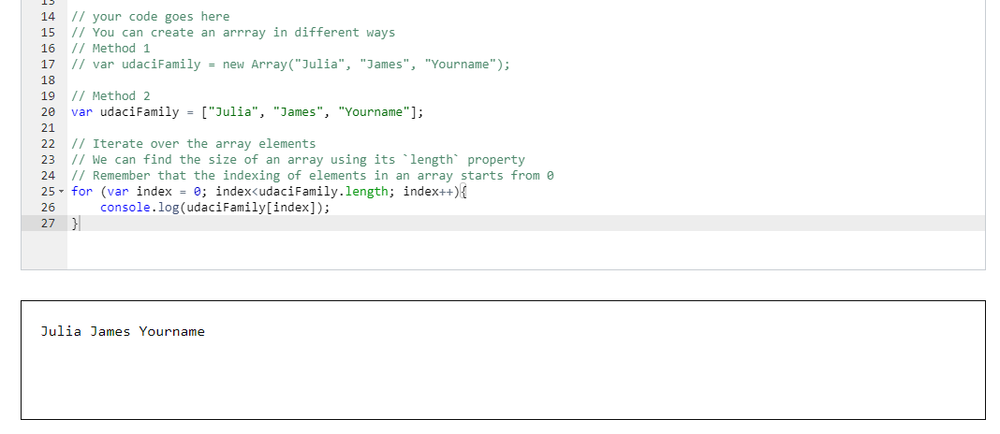 13
14 // your code goes here
15 // You can create an arrray in different ways
16 // Method 1
17 // var udaciFamily = new Array("Julia", "James", "Yourname");
18
19 // Method 2
20 var udaciFamily = ["Julia", "James", "Yourname"];
21
22 // Iterate over the array elements
23 // We can find the size of an array using its `length` property
24 // Remember that the indexing of elements in an array starts from 0
25 for (var index = 0; index<udaciFamily.length; index++){
26     console.log(udaciFamily[index]);
27 }
Julia James Yourname